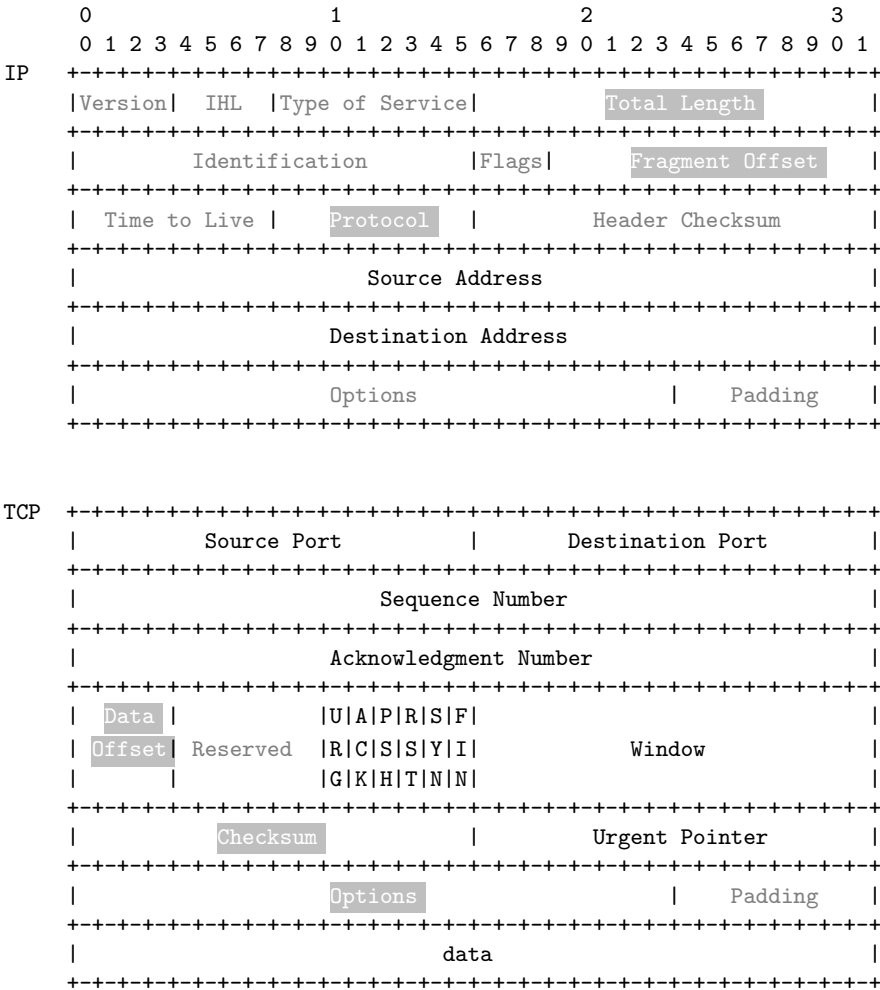 0 1 2 3
0 1 2 3 4 5 6 7 8 9 0 1 2 3 4 5 6 7 8 9 0 1 2 3 4 5 6 7 8 9 0 1
IP +-+-+-+-+-+-+-+-+-+-+-+-+-+-+-+-+-+-+-+-+-+-+-+-+-+-+-+-+-+-+-+-+
|Version| IHL |Type of Service| Total Length |
+-+-+-+-+-+-+-+-+-+-+-+-+-+-+-+-+-+-+-+-+-+-+-+-+-+-+-+-+-+-+-+-+
| Identification |Flags| Fragment Offset |
+-+-+-+-+-+-+-+-+-+-+-+-+-+-+-+-+-+-+-+-+-+-+-+-+-+-+-+-+-+-+-+-+
| Time to Live | Protocol | Header Checksum |
+-+-+-+-+-+-+-+-+-+-+-+-+-+-+-+-+-+-+-+-+-+-+-+-+-+-+-+-+-+-+-+-+
| Source Address |
+-+-+-+-+-+-+-+-+-+-+-+-+-+-+-+-+-+-+-+-+-+-+-+-+-+-+-+-+-+-+-+-+
| Destination Address |
+-+-+-+-+-+-+-+-+-+-+-+-+-+-+-+-+-+-+-+-+-+-+-+-+-+-+-+-+-+-+-+-+
| Options | Padding |
+-+-+-+-+-+-+-+-+-+-+-+-+-+-+-+-+-+-+-+-+-+-+-+-+-+-+-+-+-+-+-+-+
TCP +-+-+-+-+-+-+-+-+-+-+-+-+-+-+-+-+-+-+-+-+-+-+-+-+-+-+-+-+-+-+-+-+
| Source Port | Destination Port |
+-+-+-+-+-+-+-+-+-+-+-+-+-+-+-+-+-+-+-+-+-+-+-+-+-+-+-+-+-+-+-+-+
| Sequence Number |
+-+-+-+-+-+-+-+-+-+-+-+-+-+-+-+-+-+-+-+-+-+-+-+-+-+-+-+-+-+-+-+-+
| Acknowledgment Number |
+-+-+-+-+-+-+-+-+-+-+-+-+-+-+-+-+-+-+-+-+-+-+-+-+-+-+-+-+-+-+-+-+
| Data | |U|A|P|R|S|F| |
| Offset| Reserved |R|C|S|S|Y|I| Window |
| | |G|K|H|T|N|N| |
+-+-+-+-+-+-+-+-+-+-+-+-+-+-+-+-+-+-+-+-+-+-+-+-+-+-+-+-+-+-+-+-+
| Checksum | Urgent Pointer |
+-+-+-+-+-+-+-+-+-+-+-+-+-+-+-+-+-+-+-+-+-+-+-+-+-+-+-+-+-+-+-+-+
| Options | Padding |
+-+-+-+-+-+-+-+-+-+-+-+-+-+-+-+-+-+-+-+-+-+-+-+-+-+-+-+-+-+-+-+-+
| data |
+-+-+-+-+-+-+-+-+-+-+-+-+-+-+-+-+-+-+-+-+-+-+-+-+-+-+-+-+-+-+-+-+